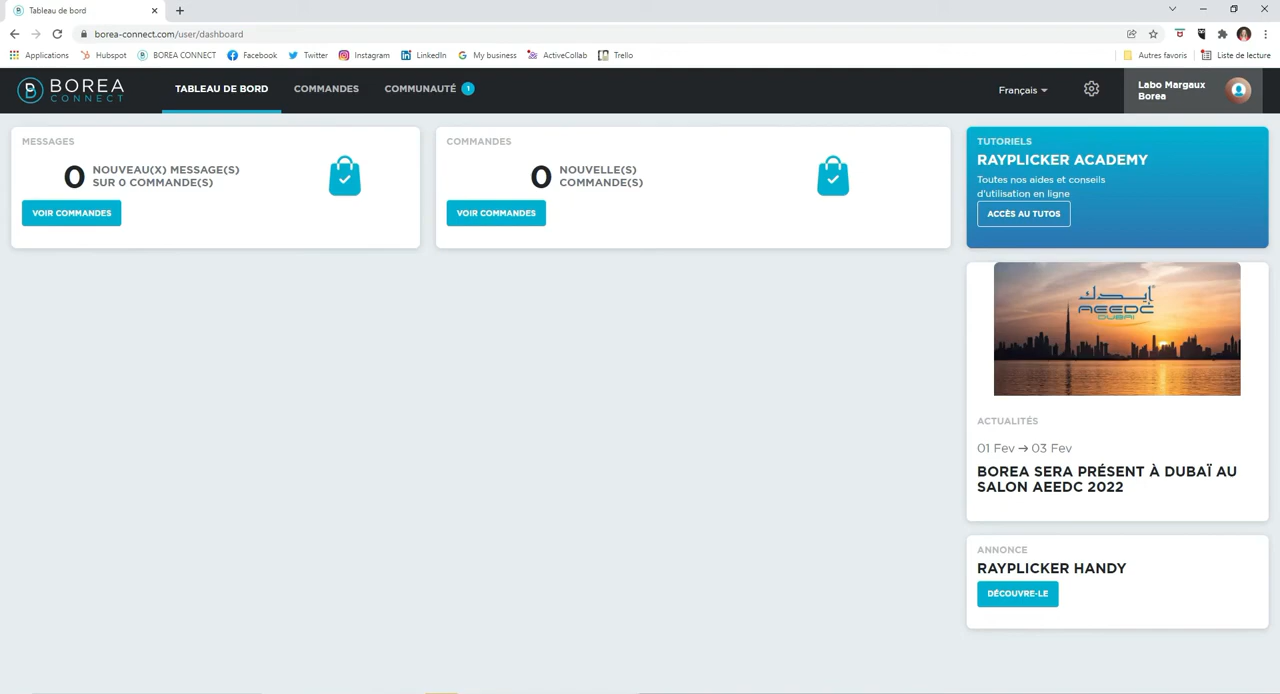 Tableau de bord
borea-connect.com/user/dashboard
Applications Hubspot BOREA CONNECT Facebook Twitter Instagram LinkedIn My business ActiveCollab Trello Autres favoris Liste de lecture
BOREA
CONNECT
TABLEAU DE BORD COMMANDES COMMUNAUTÉ 1
Français
Labo Margaux
Borea
MESSAGES
0 NOUVEAU(X) MESSAGE(S)
SUR 0 COMMANDE(S)
VOIR COMMANDES
COMMANDES
0 NOUVELLE(S)
COMMANDE(S)
VOIR COMMANDES
TUTORIELS
RAYPLICKER ACADEMY
Toutes nos aides et conseils
d'utilisation en ligne
ACCÈS AU TUTOS
إيدك
AEEDC
DUBAI
ACTUALITÉS
01 Fev → 03 Fev
BOREA SERA PRÉSENT À DUBAÏ AU
SALON AEEDC 2022
ANNONCE
RAYPLICKER HANDY
DÉCOUVRE-LE